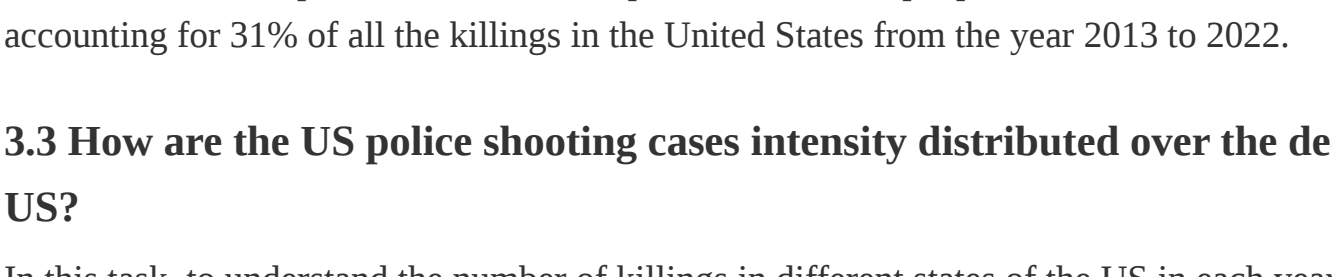 accounting for 31% of all the killings in the United States from the year 2013 to 2022.
3.3 How are the US police shooting cases intensity distributed over the
US?
In this task, to understand the number of killings in different states of the US in each year